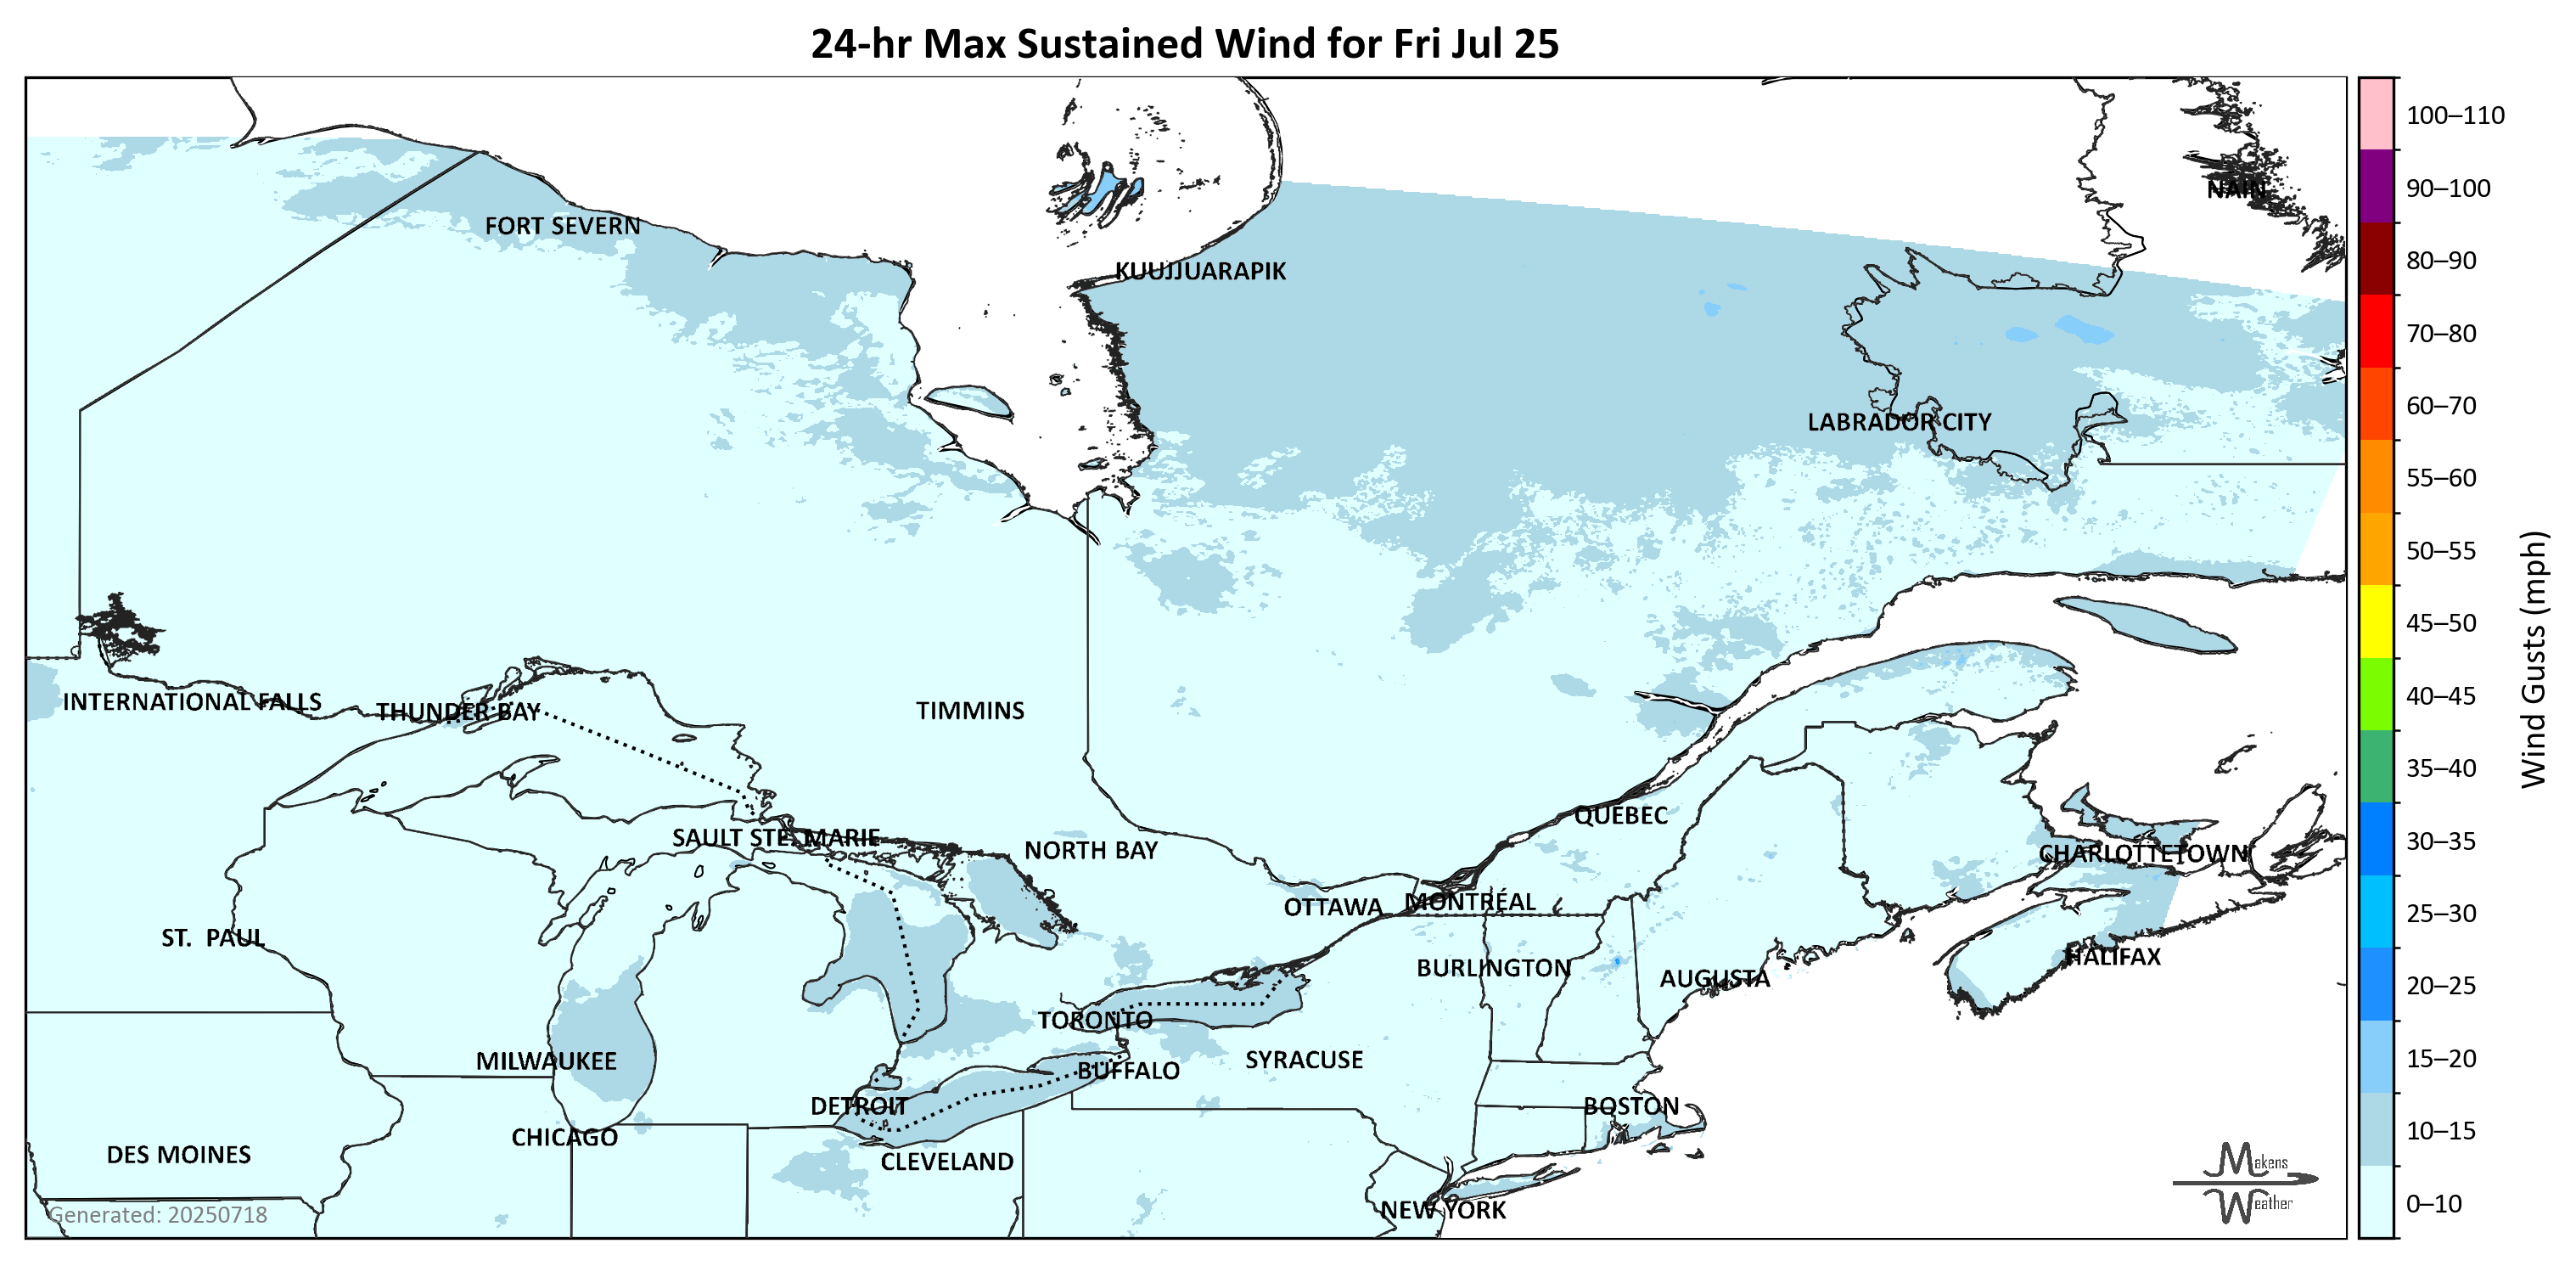 24-hr Max Sustained Wind for Fri Jul 25
100–110
90–100
80–90
70–80
60–70
55–60
50–55
45–50
40–45
35–40
30–35
25–30
20–25
15–20
10–15
0–10
Wind Gusts (mph)
NAIN
FORT SEVERN
KUUJJUARAPIK
LABRADOR CITY
INTERNATIONAL FALLS
THUNDER BAY
TIMMINS
QUÉBEC
SAULT STE. MARIE
NORTH BAY
CHARLOTTETOWN
OTTAWA
MONTRÉAL
ST. PAUL
HALIFAX
BURLINGTON
AUGUSTA
TORONTO
MILWAUKEE
SYRACUSE
BUFFALO
DETROIT
BOSTON
CHICAGO
DES MOINES
CLEVELAND
NEW YORK
Generated: 20250718
Makens
Weather